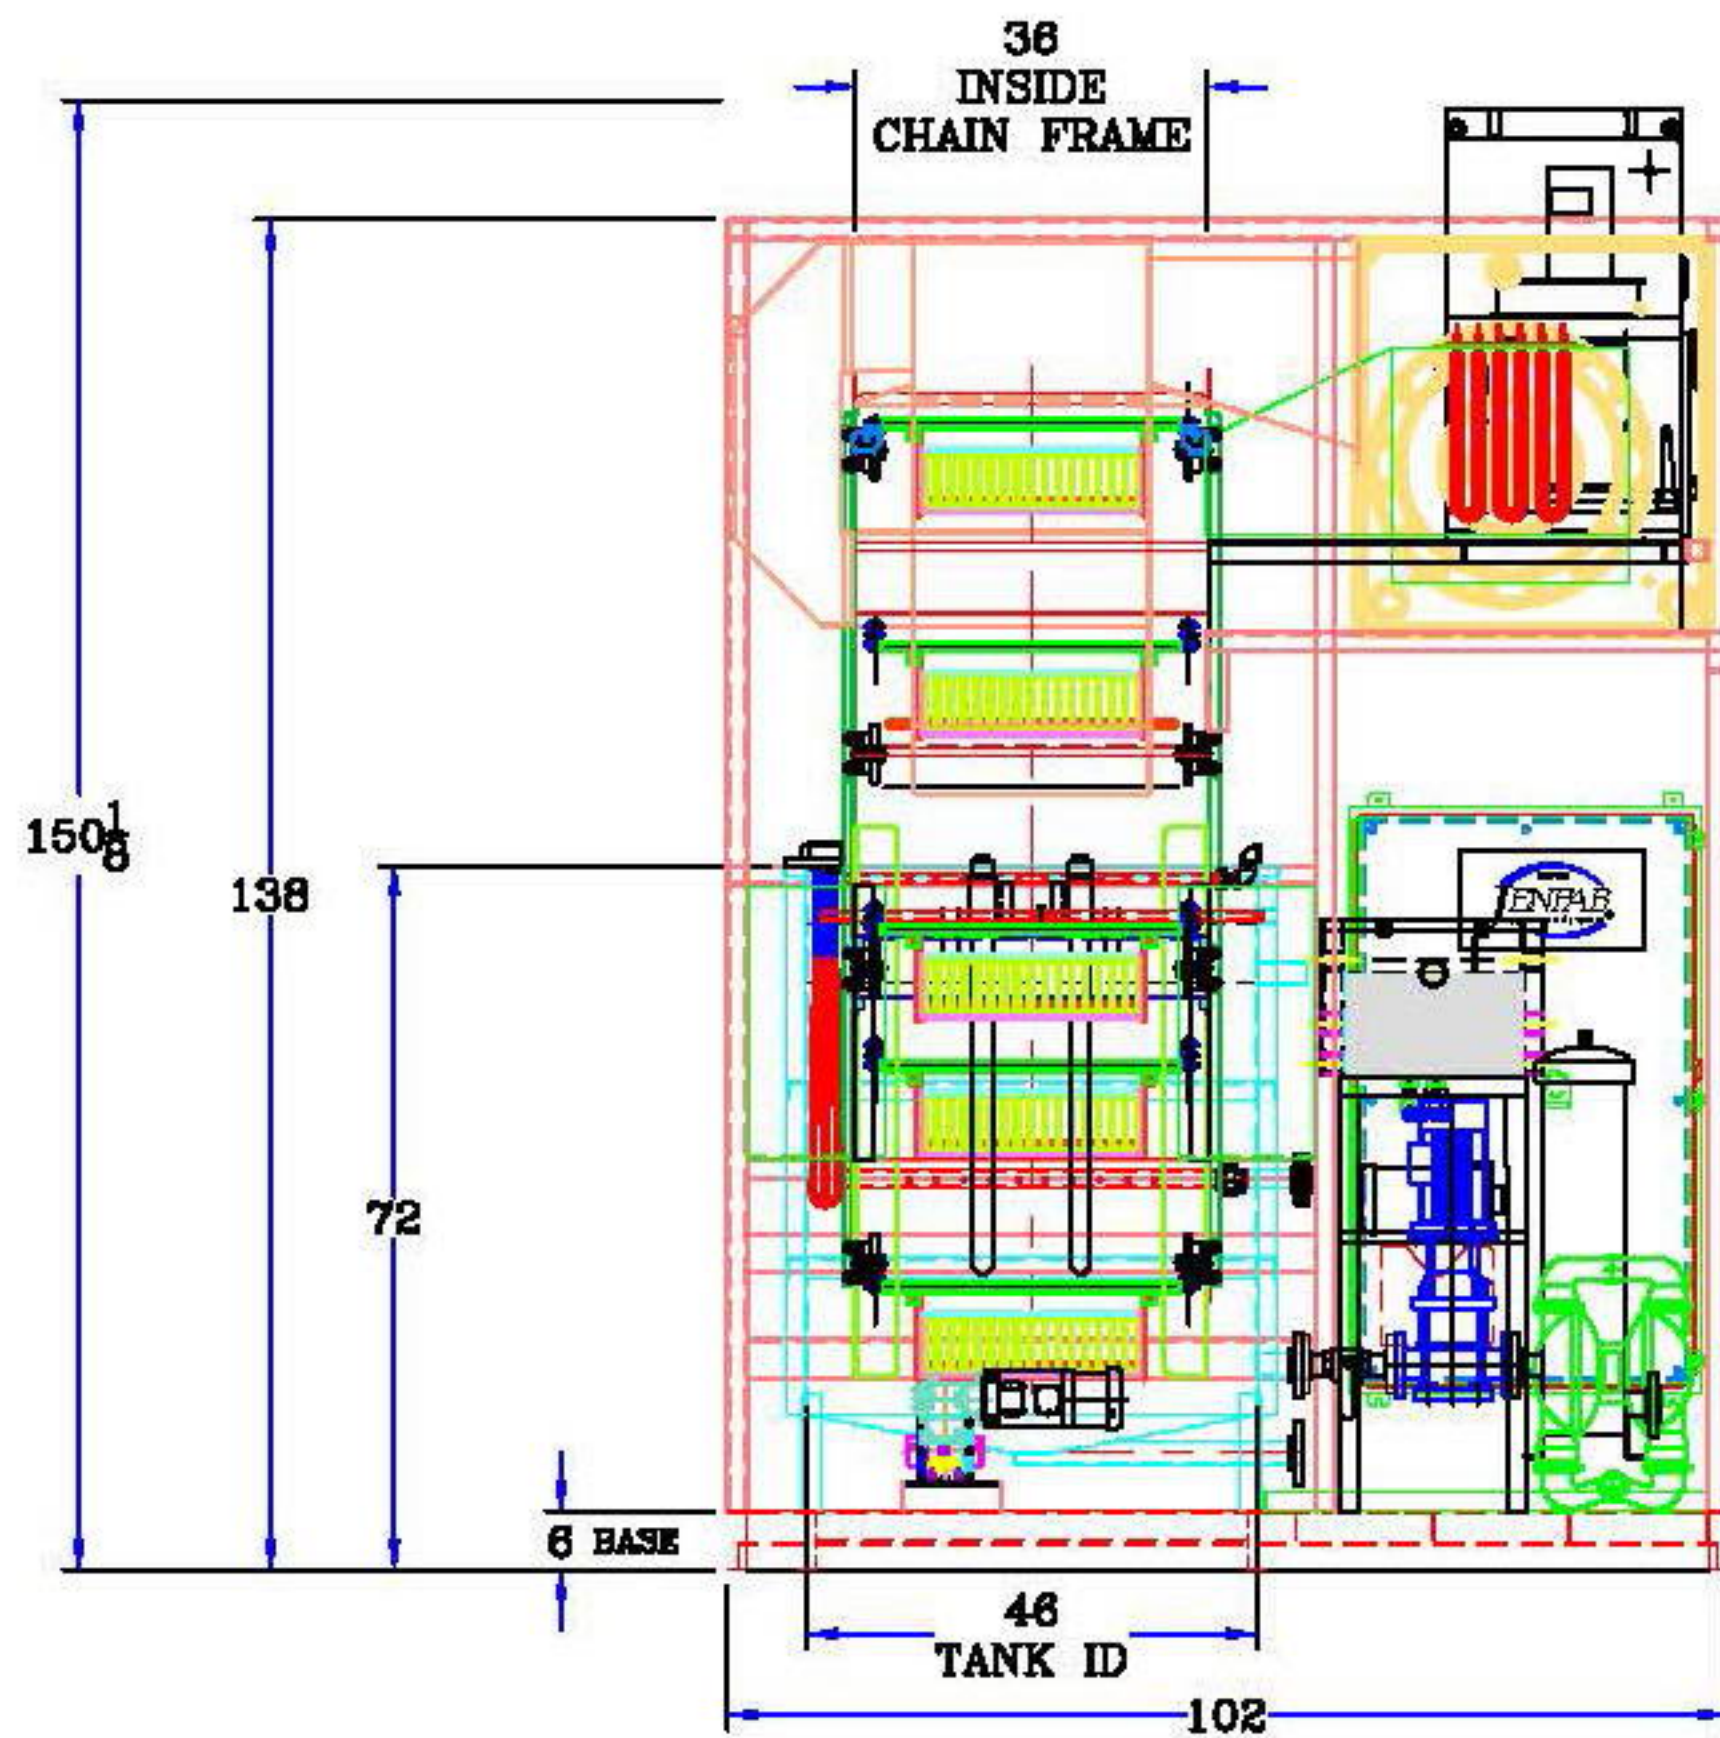 36
INSIDE
CHAIN FRAME
150 1/8
138
JENFAB
72
6 BASE
46
TANK ID
102